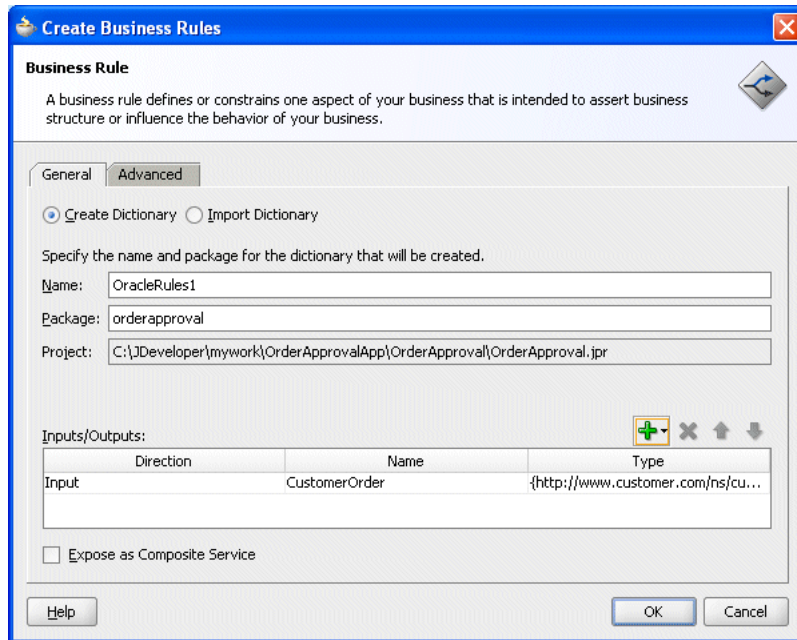 Create Business Rules
Business Rule
A business rule defines or constrains one aspect of your business that is intended to assert business
structure or influence the behavior of your business.
General Advanced
Create Dictionary Import Dictionary
Specify the name and package for the dictionary that will be created.
Name: OracleRules1
Package: orderapproval
Project: C:\JDeveloper\mywork\OrderApprovalApp\OrderApproval\OrderApproval.jpr
Inputs/Outputs:
Direction Name Type
Input CustomerOrder {http://www.customer.com/ns/cu...
Expose as Composite Service
Help OK Cancel